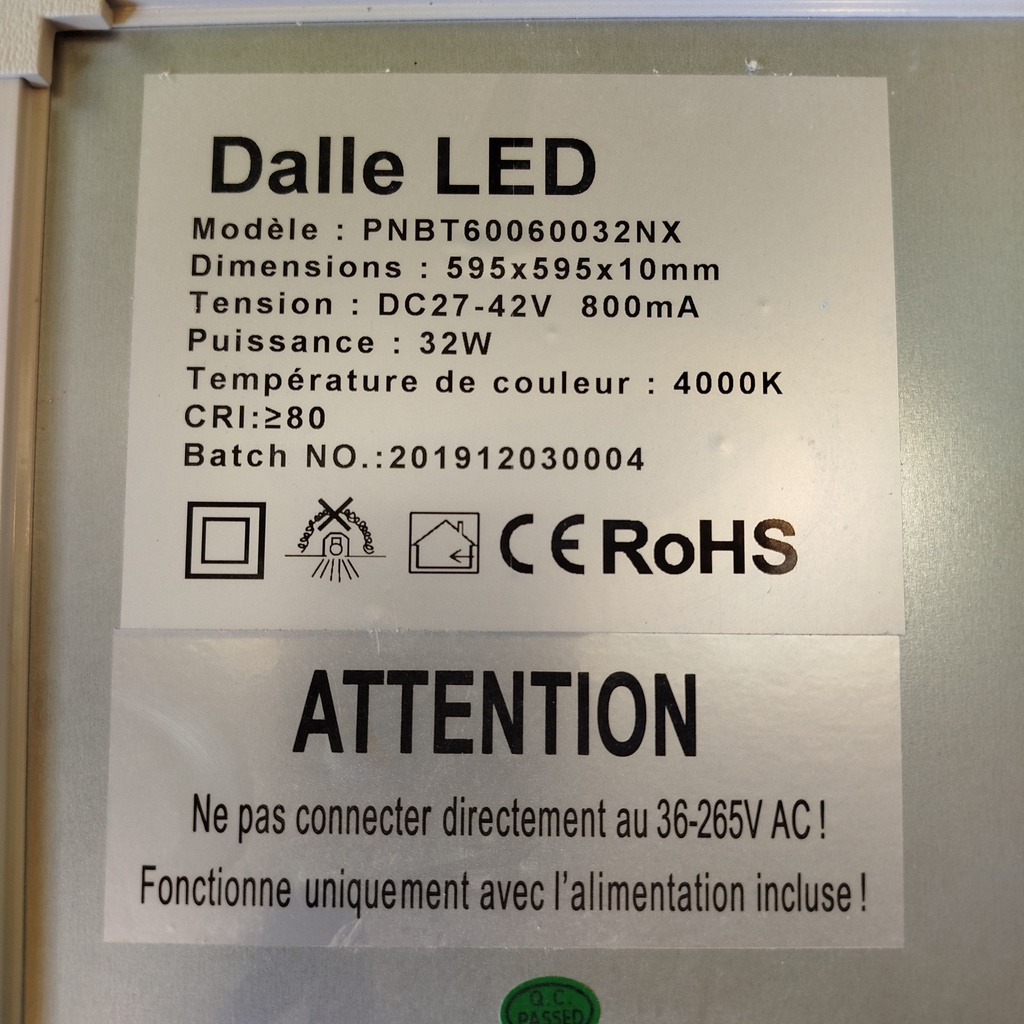 Dalle LED
Modèle : PNBT60060032NX
Dimensions : 595x595x10mm
Tension : DC27-42V 800mA
Puissance : 32W
Température de couleur : 4000K
CRI:≥80
Batch NO.:201912030004
CE RoHS
ATTENTION
Ne pas connecter directement au 36-265V AC !
Fonctionne uniquement avec l'alimentation incluse !
Q.C.
PASSED